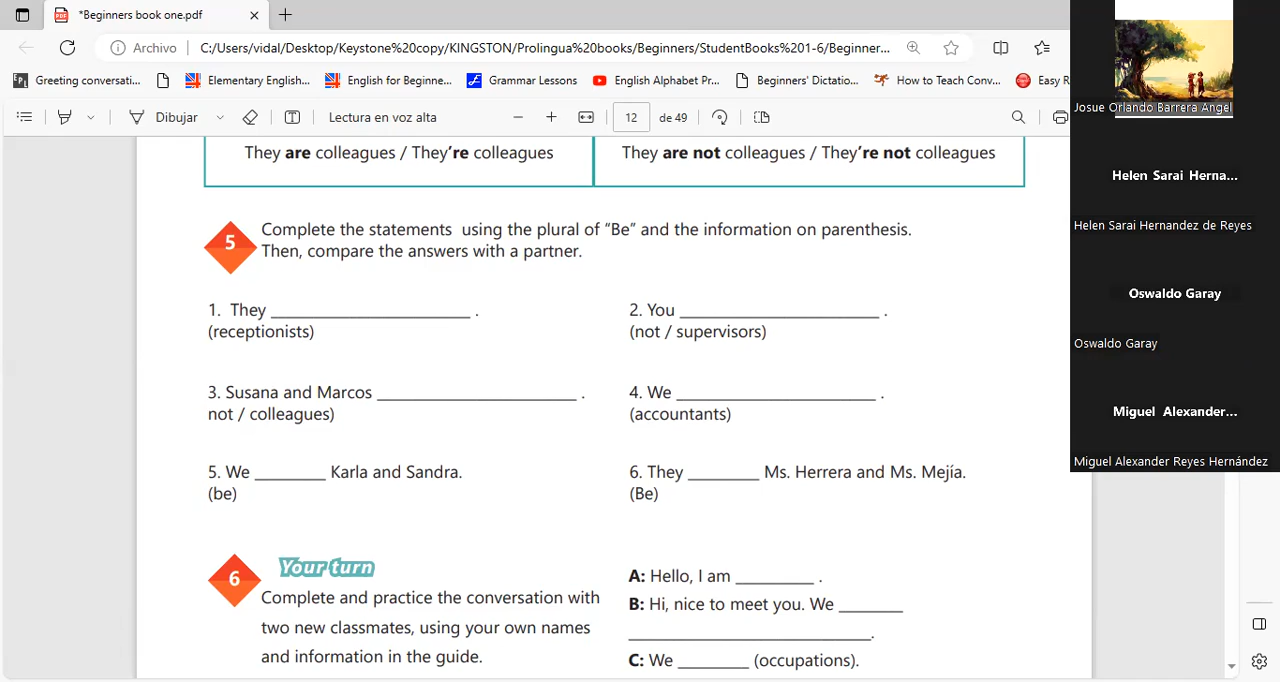 *Beginners book one.pdf
Archivo
C:/Users/vidal/Desktop/Keystone%20copy/KINGSTON/Prolingua%20books/Beginners/StudentBooks%201-6/Beginner...
Greeting conversati...
Elementary English...
English for Beginne...
Grammar Lessons
English Alphabet Pr...
Beginners' Dictatio...
How to Teach Conv...
Easy R
Dibujar
Lectura en voz alta
12
de 49
They are colleagues / They're colleagues
They are not colleagues / They're not colleagues
5
Complete the statements using the plural of "Be" and the information on parenthesis.
Then, compare the answers with a partner.
1. They ______________________ .
(receptionists)
2. You ______________________ .
(not / supervisors)
3. Susana and Marcos ______________________ .
not / colleagues)
4. We ______________________ .
(accountants)
5. We ________ Karla and Sandra.
(be)
6. They ________ Ms. Herrera and Ms. Mejía.
(Be)
6
Your turn
Complete and practice the conversation with
two new classmates, using your own names
and information in the guide.
A: Hello, I am _________ .
B: Hi, nice to meet you. We _______
___________________________.
C: We ________ (occupations).
Josue Orlando Barrera Angel
Helen Sarai Herna...
Helen Sarai Hernandez de Reyes
Oswaldo Garay
Oswaldo Garay
Miguel Alexander...
Miguel Alexander Reyes Hernández